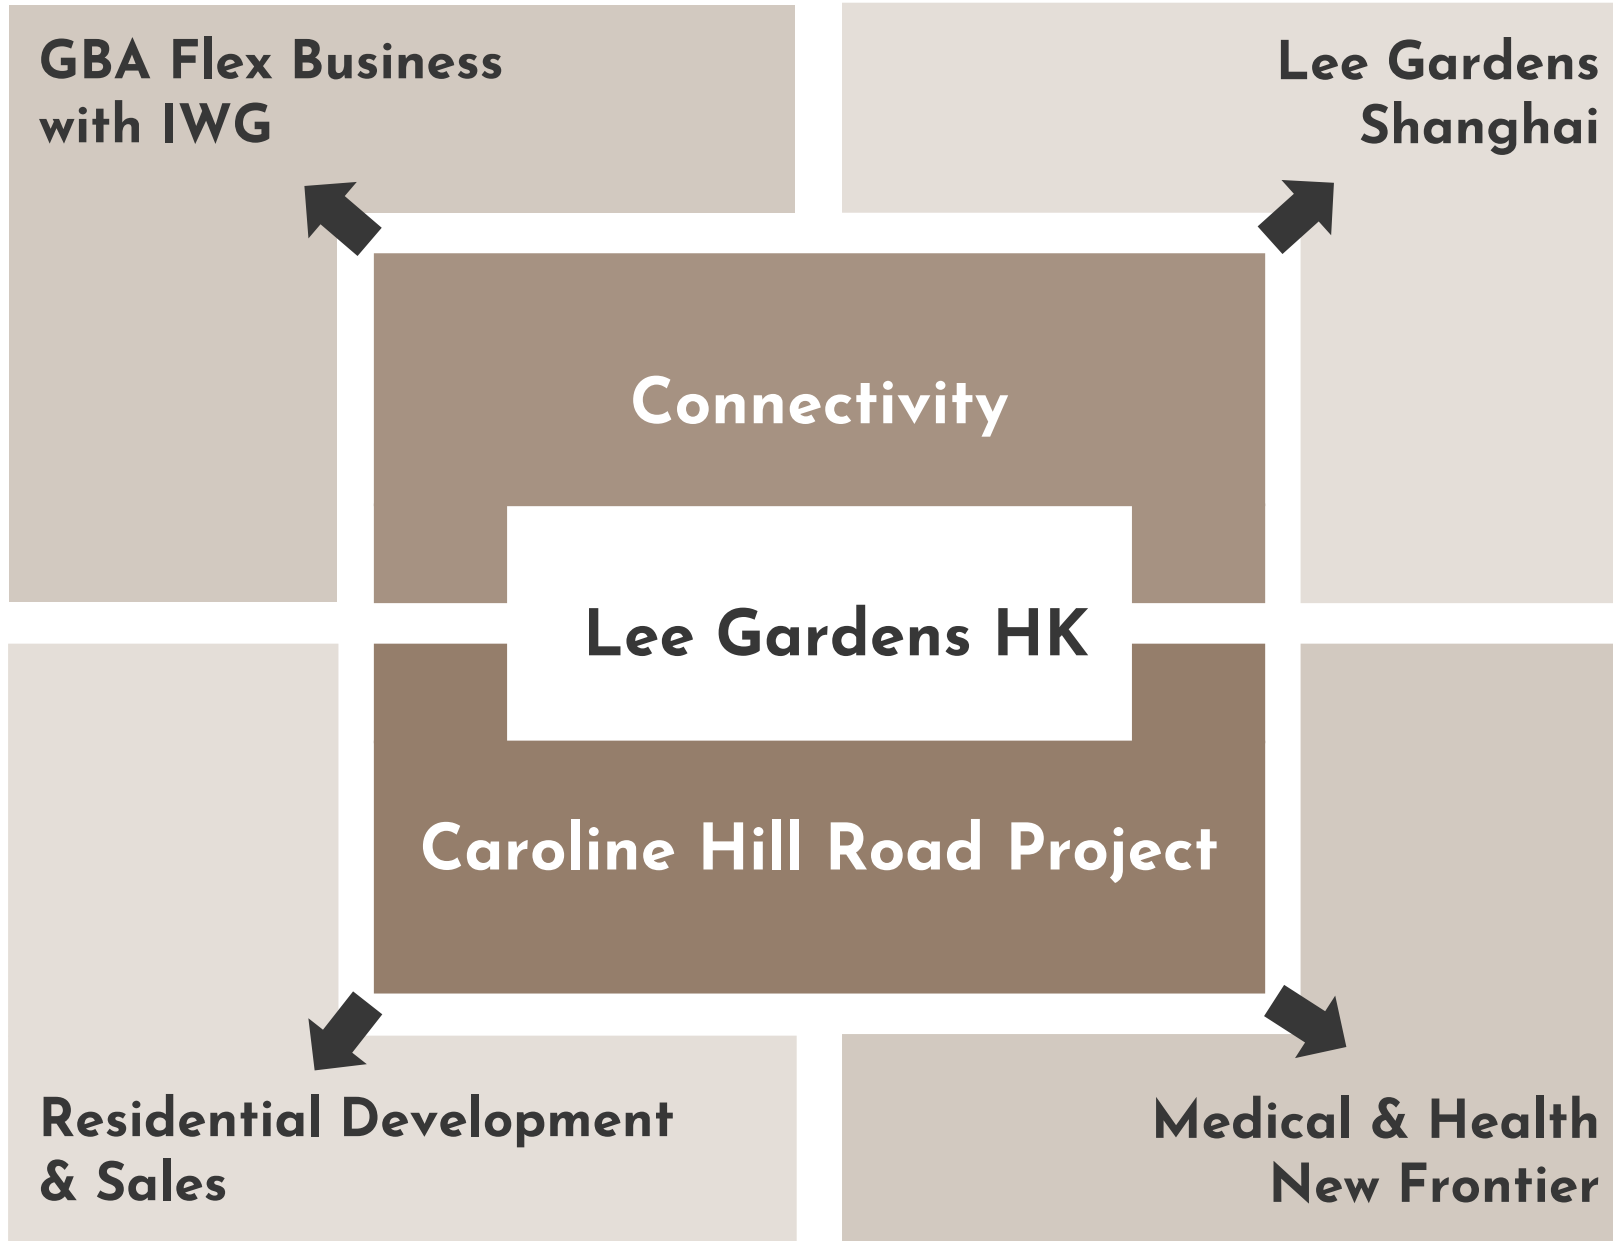 GBA Flex Business
with IWG
Lee Gardens
Shanghai
Connectivity
Lee Gardens HK
Caroline Hill Road Project
Residential Development
& Sales
Medical & Health
New Frontier